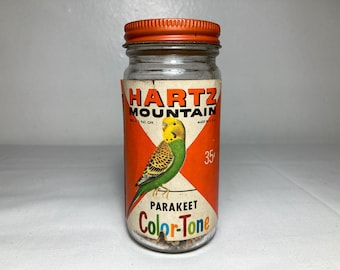 HARTZ
MOUNTAIN
35¢
PARAKEET
Color-Tone